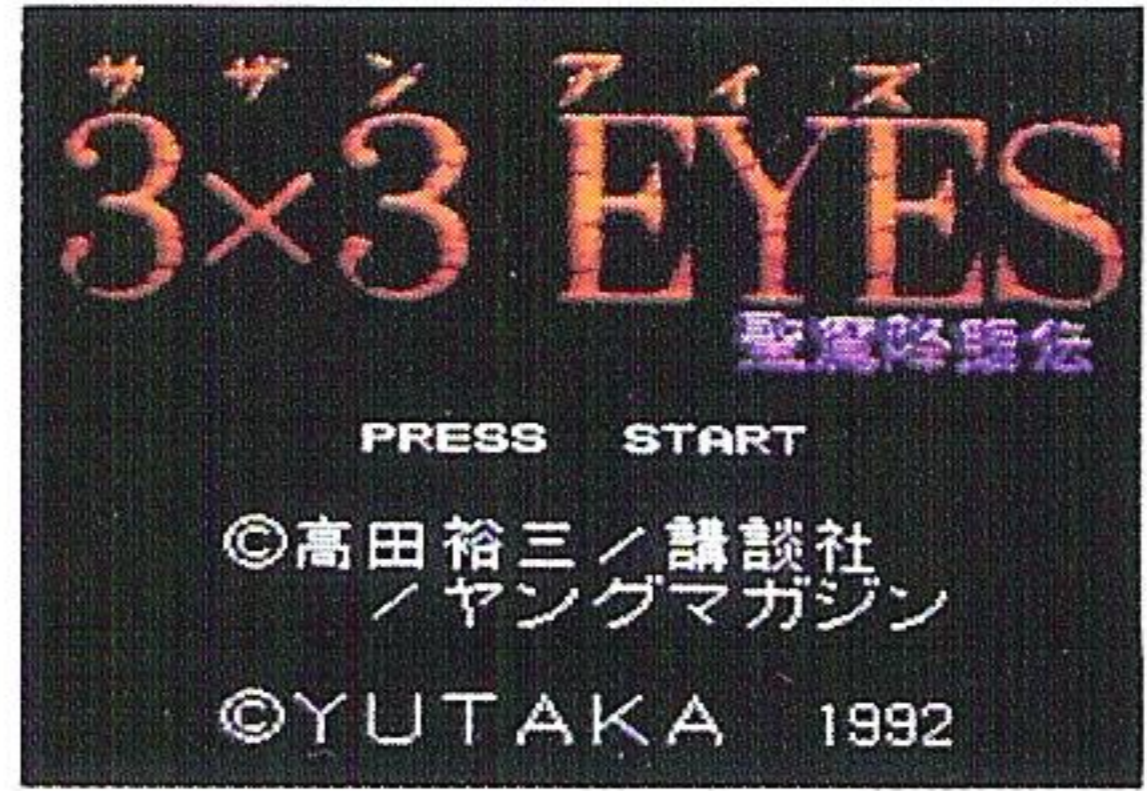 サザン アイズ
3×3 EYES
聖魔降臨伝
PRESS START
©高田裕三/講談社
/ヤングマガジン
©YUTAKA 1992